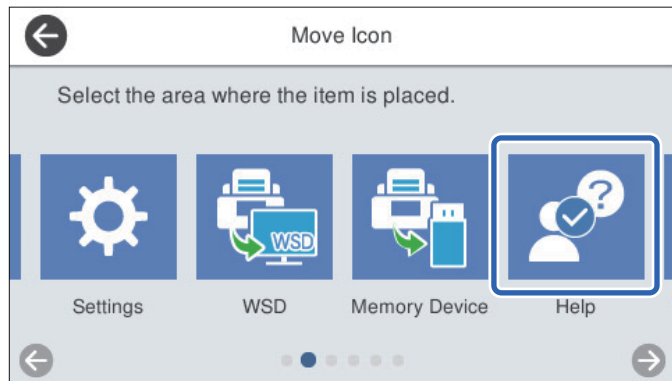 Move Icon
Select the area where the item is placed.
WSD
?
Settings
WSD
Memory Device
Help